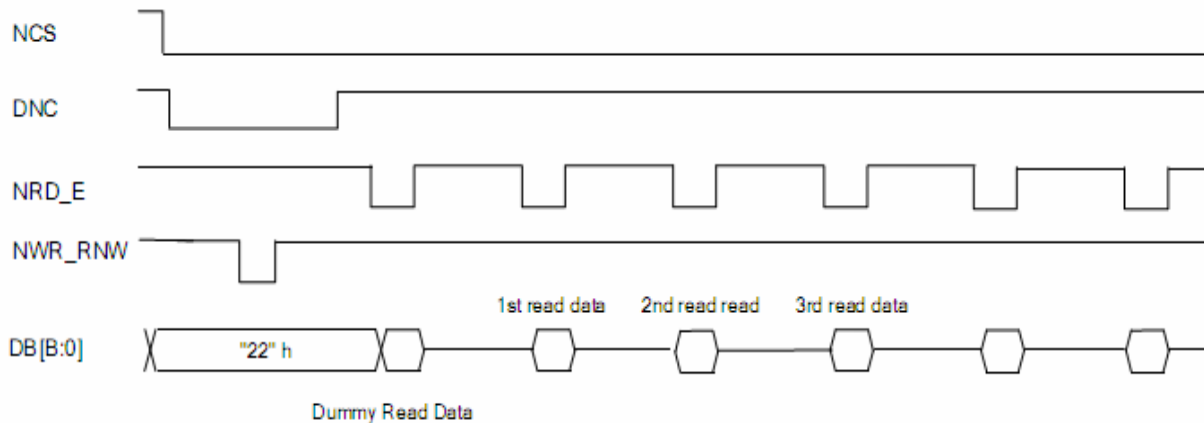 NCS
DNC
NRD_E
NWR_RNW
1st read data 2nd read read 3rd read data
DB[B:0] "22" h
Dummy Read Data